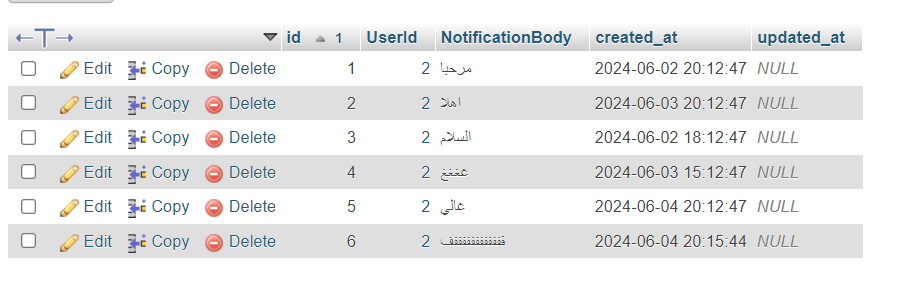 id 1 UserId NotificationBody created_at updated_at
Edit Copy Delete 1 2 مرحبا 2024-06-02 20:12:47 NULL
Edit Copy Delete 2 2 اهلا 2024-06-03 20:12:47 NULL
Edit Copy Delete 3 2 السلام 2024-06-02 18:12:47 NULL
Edit Copy Delete 4 2 غغغغ 2024-06-03 15:12:47 NULL
Edit Copy Delete 5 2 غالي 2024-06-04 20:12:47 NULL
Edit Copy Delete 6 2 2024-06-04 20:15:44 NULL